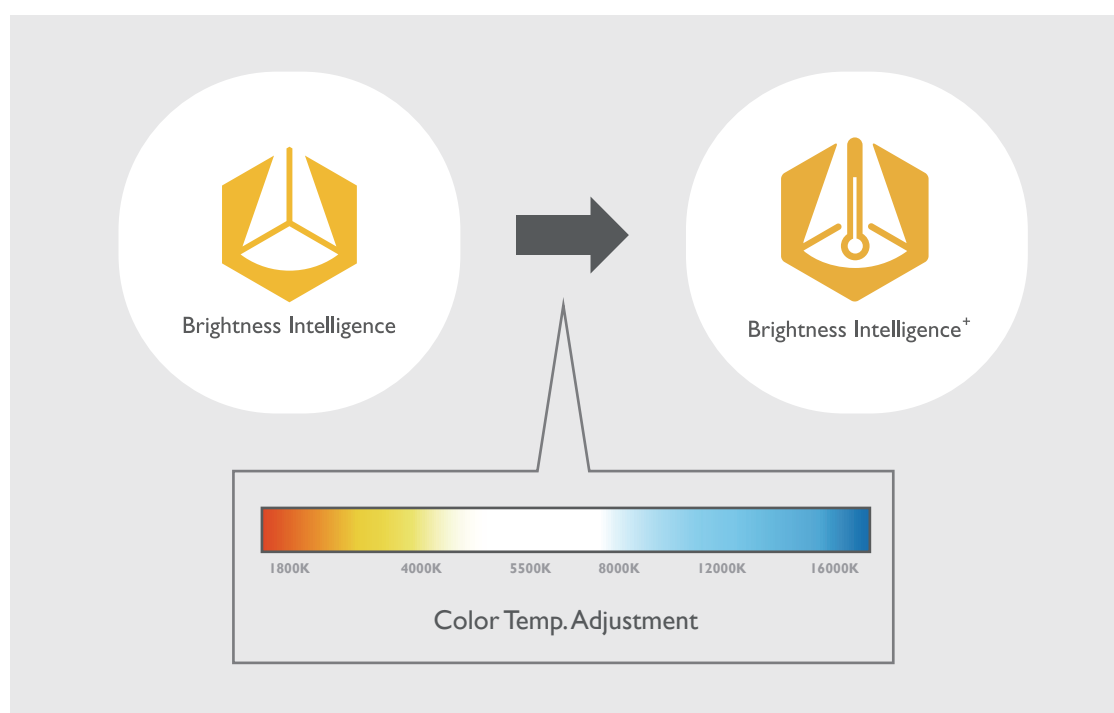 Brightness Intelligence
Brightness Intelligence⁺
1800K 4000K 5500K 8000K 12000K 16000K
Color Temp. Adjustment